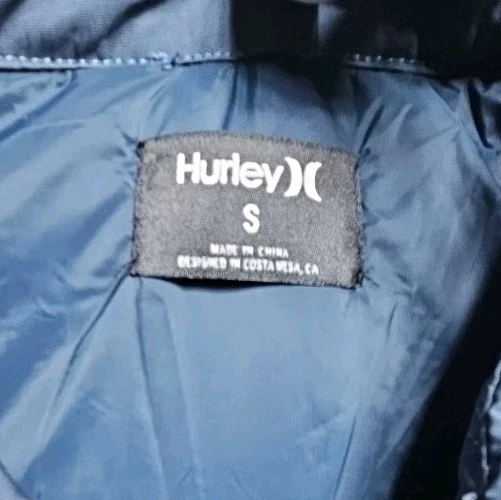 Hurley
S
MADE IN CHINA
DESIGNED IN COSTA MESA, CA